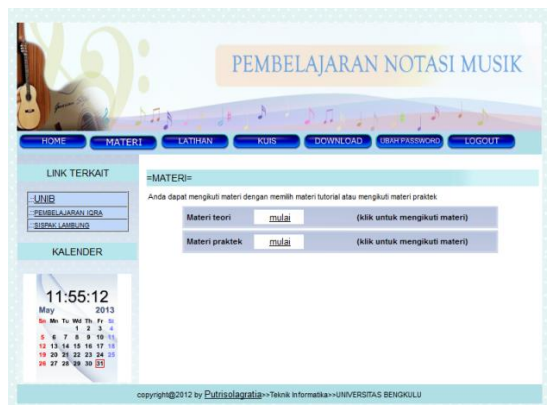 PEMBELAJARAN NOTASI MUSIK
HOME MATERI LATIHAN KUIS DOWNLOAD UBAH PASSWORD LOGOUT
LINK TERKAIT
UNIB
PEMBELAJARAN IQRA
SISPAK LAMBUNG
KALENDER
11:55:12
May 2013
Sn Mn Tu Wd Th Fr St
1 2 3 4
5 6 7 8 9 10 11
12 13 14 15 16 17 18
19 20 21 22 23 24 25
26 27 28 29 30 31
=MATERI=
Anda dapat mengikuti materi dengan memilih materi tutorial atau mengikuti materi praktek
Materi teori mulai (klik untuk mengikuti materi)
Materi praktek mulai (klik untuk mengikuti materi)
copyright@2012 by Putrisolagratia>>Teknik Informatika>>UNIVERSITAS BENGKULU